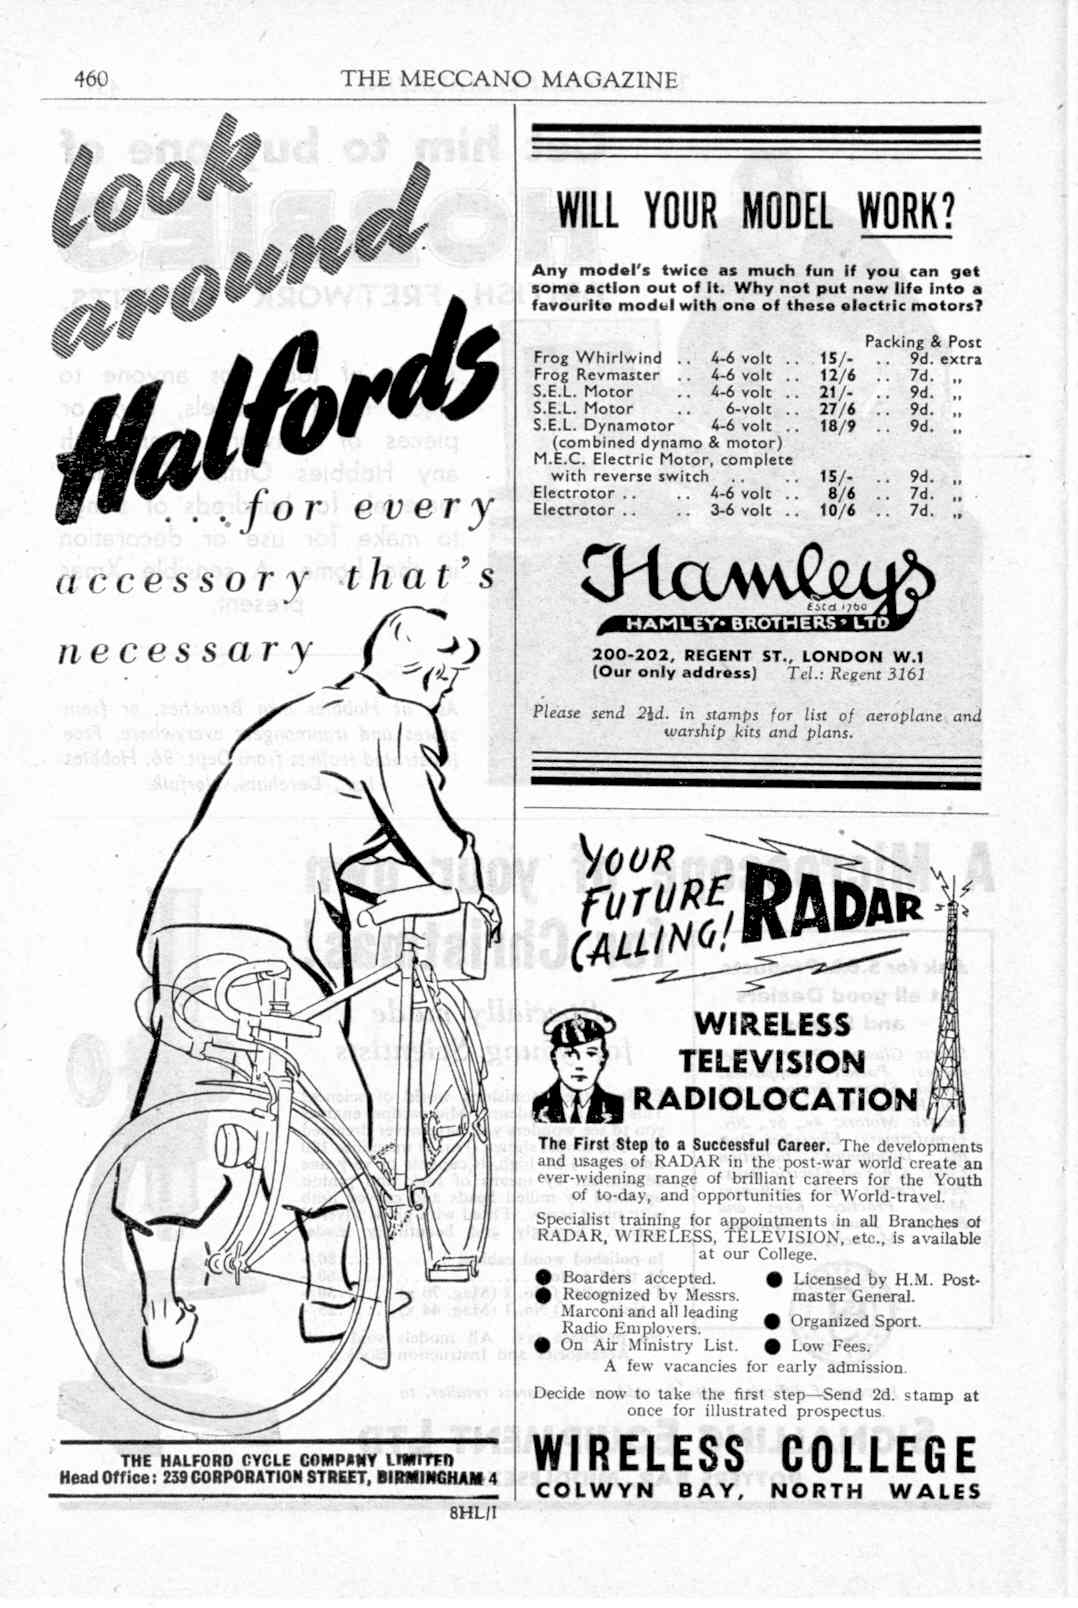 460
THE MECCANO MAGAZINE
Look
around
Halfords
...for every
accessory that's
necessary
THE HALFORD CYCLE COMPANY LIMITED
Head Office: 239 CORPORATION STREET, BIRMINGHAM 4
8HL/1
WILL YOUR MODEL WORK?
Any model's twice as much fun if you can get
some action out of it. Why not put new life into a
favourite model with one of these electric motors?
Packing & Post
Frog Whirlwind .. 4-6 volt .. 15/- .. 9d. extra
Frog Revmaster .. 4-6 volt .. 12/6 .. 7d. ,,
S.E.L. Motor .. 4-6 volt .. 21/- .. 9d. ,,
S.E.L. Motor .. 6-volt .. 27/6 .. 9d. ,,
S.E.L. Dynamotor 4-6 volt .. 18/9 .. 9d. ,,
(combined dynamo & motor)
M.E.C. Electric Motor, complete
with reverse switch .. .. 15/- .. 9d. ,,
Electrotor .. .. 4-6 volt .. 8/6 .. 7d. ,,
Electrotor .. .. 3-6 volt .. 10/6 .. 7d. ,,
Hamleys
Estd 1760
HAMLEY· BROTHERS· LTD
200-202, REGENT ST., LONDON W.1
(Our only address) Tel.: Regent 3161
Please send 2½d. in stamps for list of aeroplane and
warship kits and plans.
YOUR
FUTURE
CALLING!
RADAR
WIRELESS
TELEVISION
RADIOLOCATION
The First Step to a Successful Career. The developments
and usages of RADAR in the post-war world create an
ever-widening range of brilliant careers for the Youth
of to-day, and opportunities for World-travel.
Specialist training for appointments in all Branches of
RADAR, WIRELESS, TELEVISION, etc., is available
at our College.
● Boarders accepted.
● Recognized by Messrs.
Marconi and all leading
Radio Employers.
● On Air Ministry List.
● Licensed by H.M. Post-
master General.
● Organized Sport.
● Low Fees.
A few vacancies for early admission.
Decide now to take the first step—Send 2d. stamp at
once for illustrated prospectus.
WIRELESS COLLEGE
COLWYN BAY, NORTH WALES